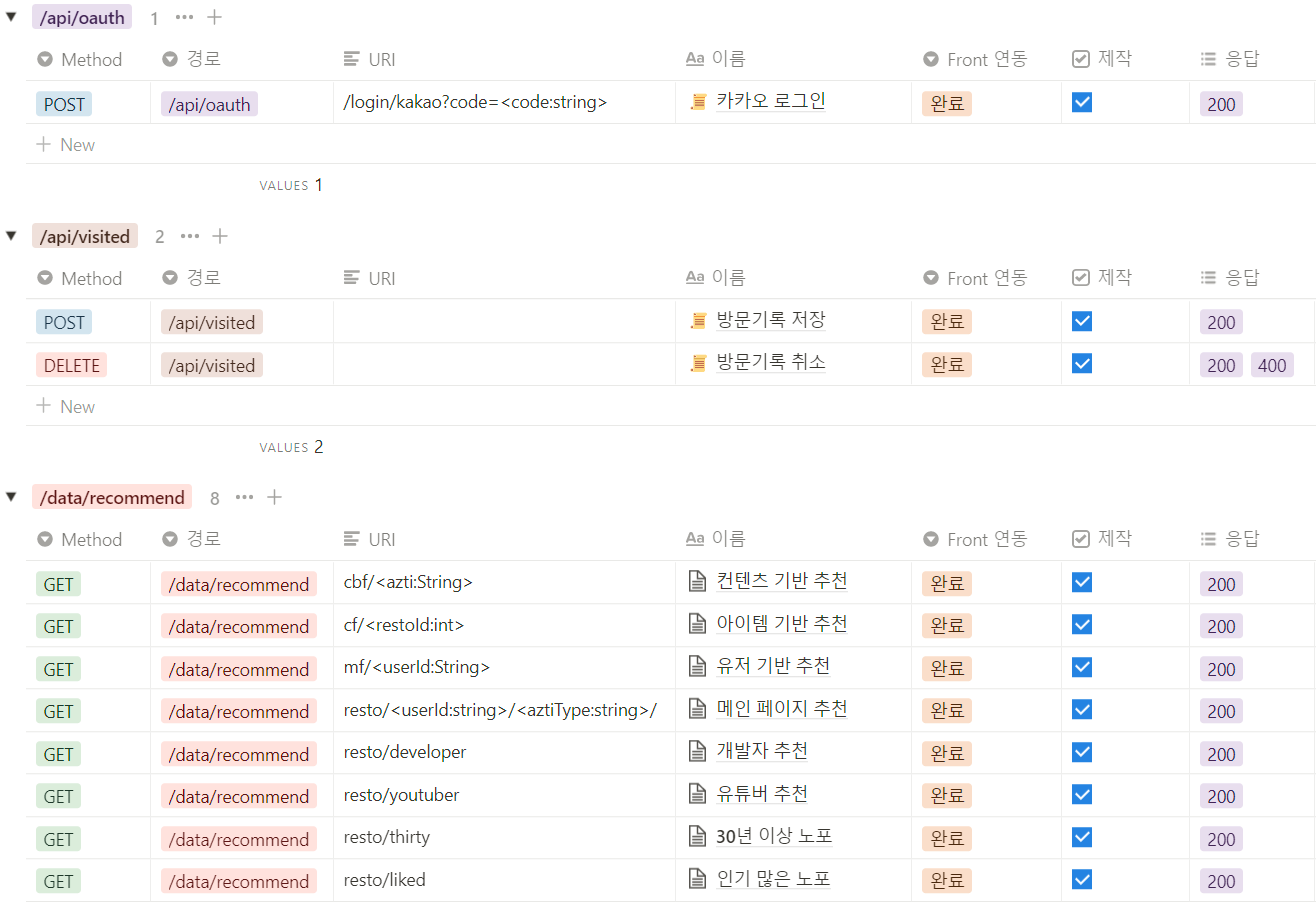 /api/oauth 1
Method 경로 URI Aa 이름 Front 연동 제작 응답
POST /api/oauth /login/kakao?code=<code:string> 카카오 로그인 완료 200
New
VALUES 1
/api/visited 2
Method 경로 URI Aa 이름 Front 연동 제작 응답
POST /api/visited 방문기록 저장 완료 200
DELETE /api/visited 방문기록 취소 완료 200 400
New
VALUES 2
/data/recommend 8
Method 경로 URI Aa 이름 Front 연동 제작 응답
GET /data/recommend cbf/<azti:String> 컨텐츠 기반 추천 완료 200
GET /data/recommend cf/<restoId:int> 아이템 기반 추천 완료 200
GET /data/recommend mf/<userId:String> 유저 기반 추천 완료 200
GET /data/recommend resto/<userId:string>/<aztiType:string>/ 메인 페이지 추천 완료 200
GET /data/recommend resto/developer 개발자 추천 완료 200
GET /data/recommend resto/youtuber 유튜버 추천 완료 200
GET /data/recommend resto/thirty 30년 이상 노포 완료 200
GET /data/recommend resto/liked 인기 많은 노포 완료 200